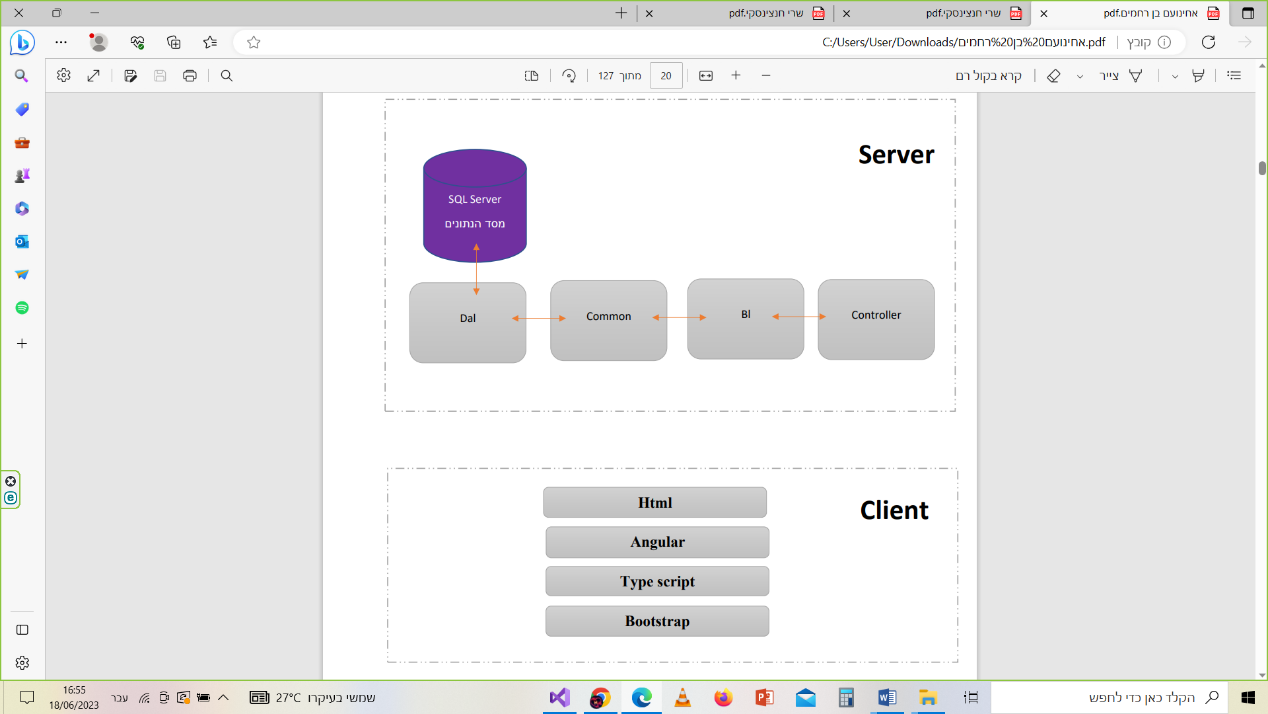 אחינועם בן רחמים.pdf
שרי חנצינסקי.pdf
שרי חנצינסקי.pdf
קובץ
C:/Users/User/Downloads/אחינועם%20בן%20רחמים.pdf
צייר
קרא בקול רם
20
מתוך 127
Server
SQL Server
מסד הנתונים
Dal
Common
Bl
Controller
Client
Html
Angular
Type script
Bootstrap
הקלד כאן כדי לחפש
27°C שמשי בעיקרו
עבר
16:55
18/06/2023